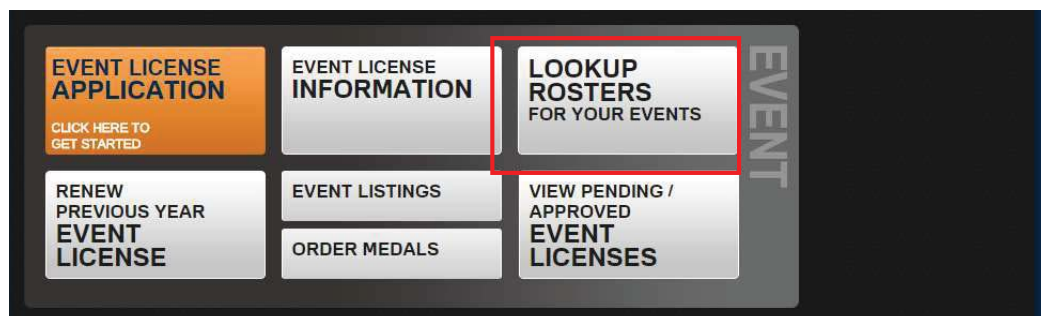 EVENT LICENSE
APPLICATION
CLICK HERE TO
GET STARTED
EVENT LICENSE
INFORMATION
LOOKUP
ROSTERS
FOR YOUR EVENTS
RENEW
PREVIOUS YEAR
EVENT
LICENSE
EVENT LISTINGS
ORDER MEDALS
VIEW PENDING /
APPROVED
EVENT
LICENSES
EVENT